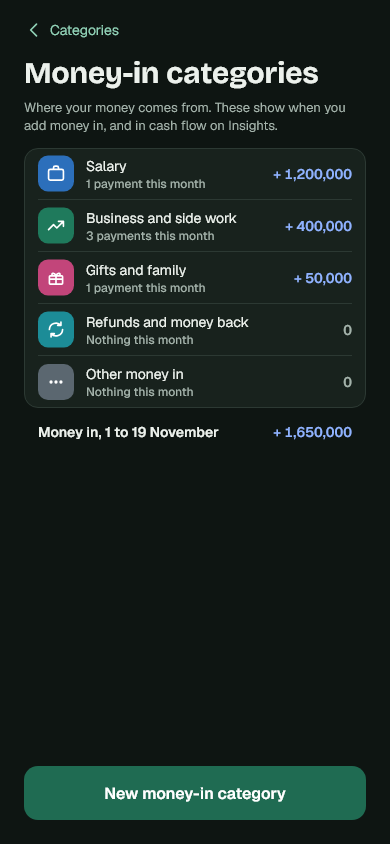 Categories
Money-in categories
Where your money comes from. These show when you
add money in, and in cash flow on Insights.
Salary
1 payment this month
+ 1,200,000
Business and side work
3 payments this month
+ 400,000
Gifts and family
1 payment this month
+ 50,000
Refunds and money back
Nothing this month
0
Other money in
Nothing this month
0
Money in, 1 to 19 November
+ 1,650,000
New money-in category